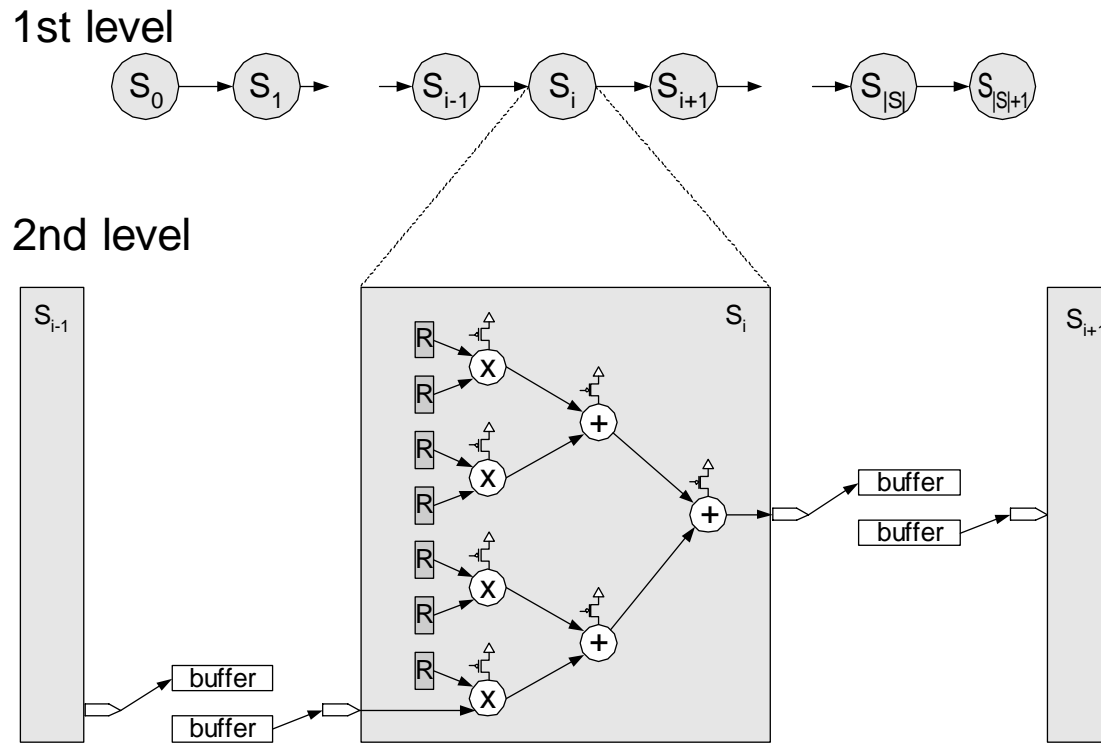 1st level
S0 S1 Si-1 Si Si+1 S|S| S|S|+1
2nd level
Si-1 Si Si+1
R
X
R
+
R
X
R
+
buffer
buffer
R
X
R
+
R
X
buffer
buffer